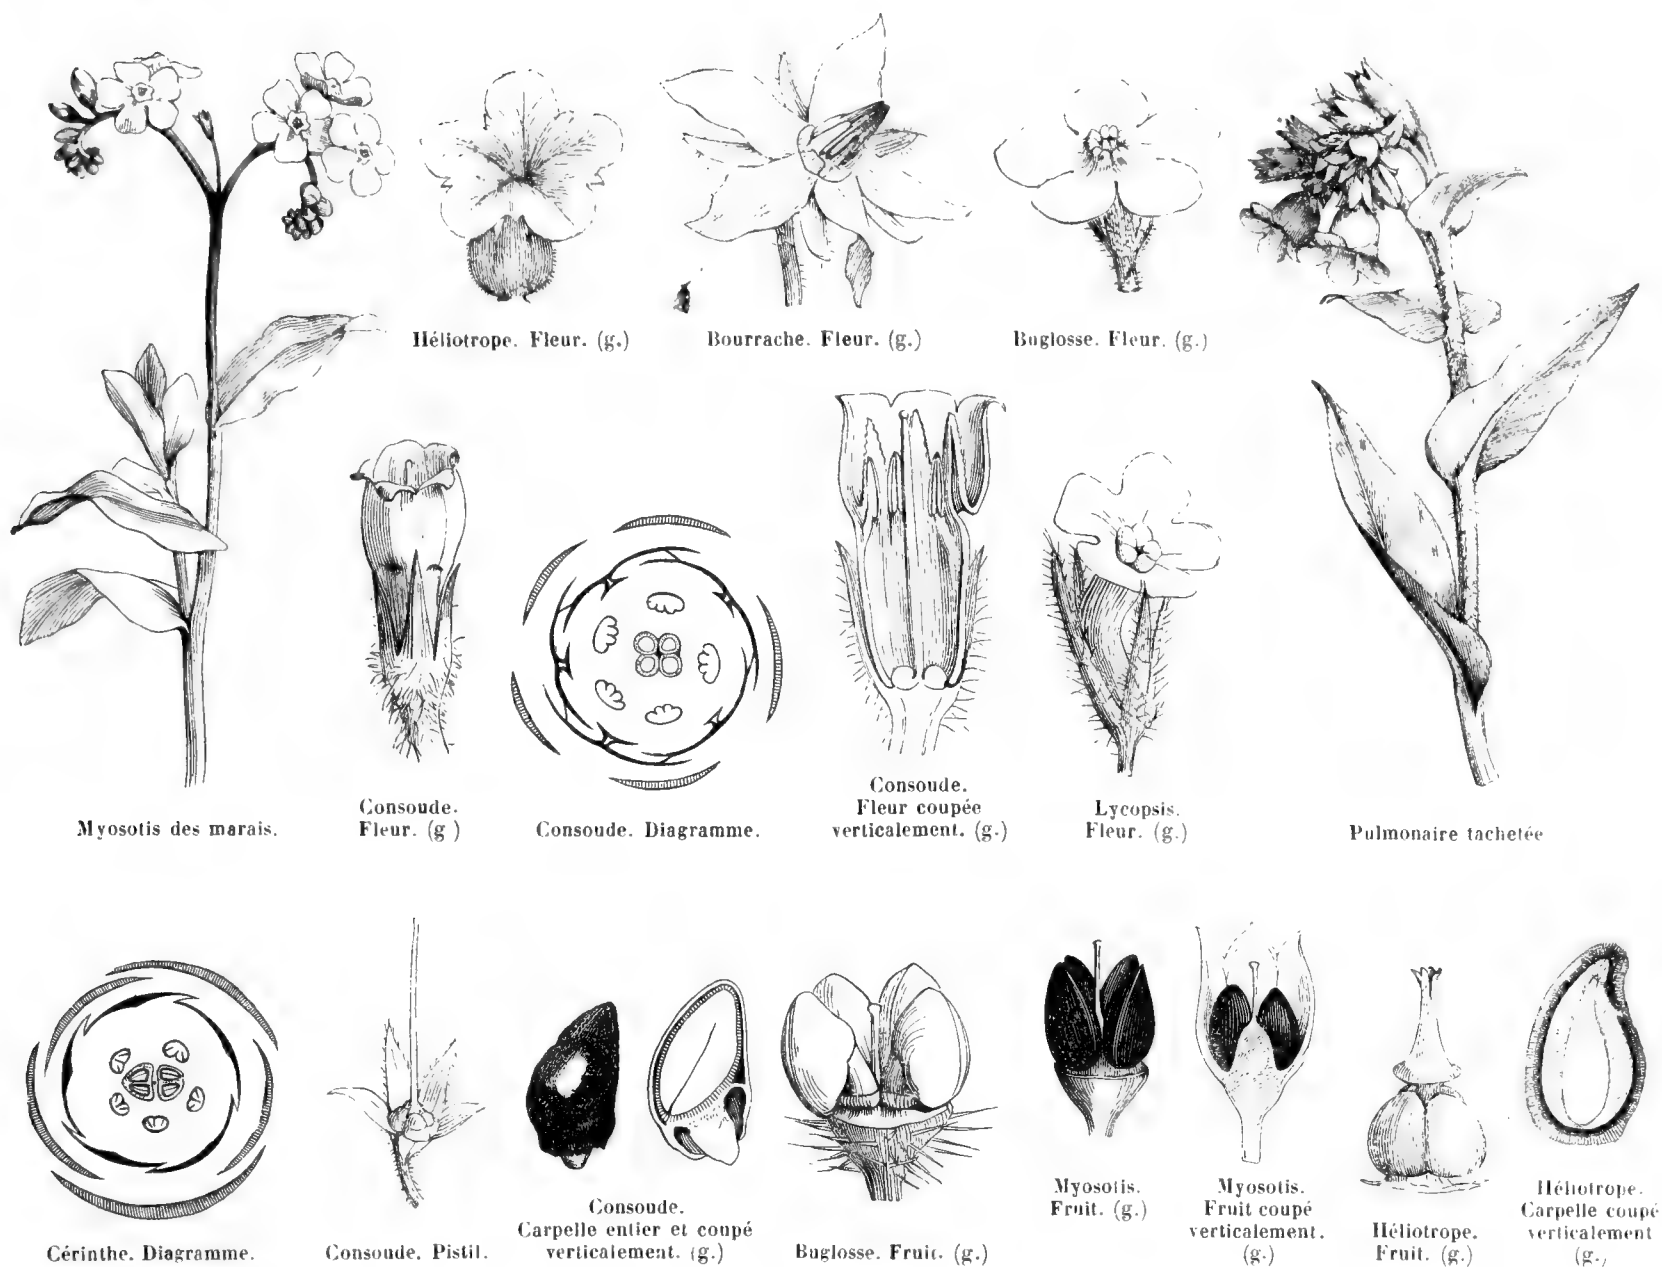 Héliotrope. Fleur. (g.)
Bourrache. Fleur. (g.)
Buglosse. Fleur. (g.)
Myosotis des marais.
Consoude.
Fleur. (g )
Consoude. Diagramme.
Consoude.
Fleur coupée
verticalement. (g.)
Lycopsis.
Fleur. (g.)
Pulmonaire tachetée
Cérinthe. Diagramme.
Consoude. Pistil.
Consoude.
Carpelle entier et coupé
verticalement. (g.)
Buglosse. Fruit. (g.)
Myosotis.
Fruit. (g.)
Myosotis.
Fruit coupé
verticalement.
(g.)
Héliotrope.
Fruit. (g.)
Héliotrope.
Carpelle coupé
verticalement
(g.,